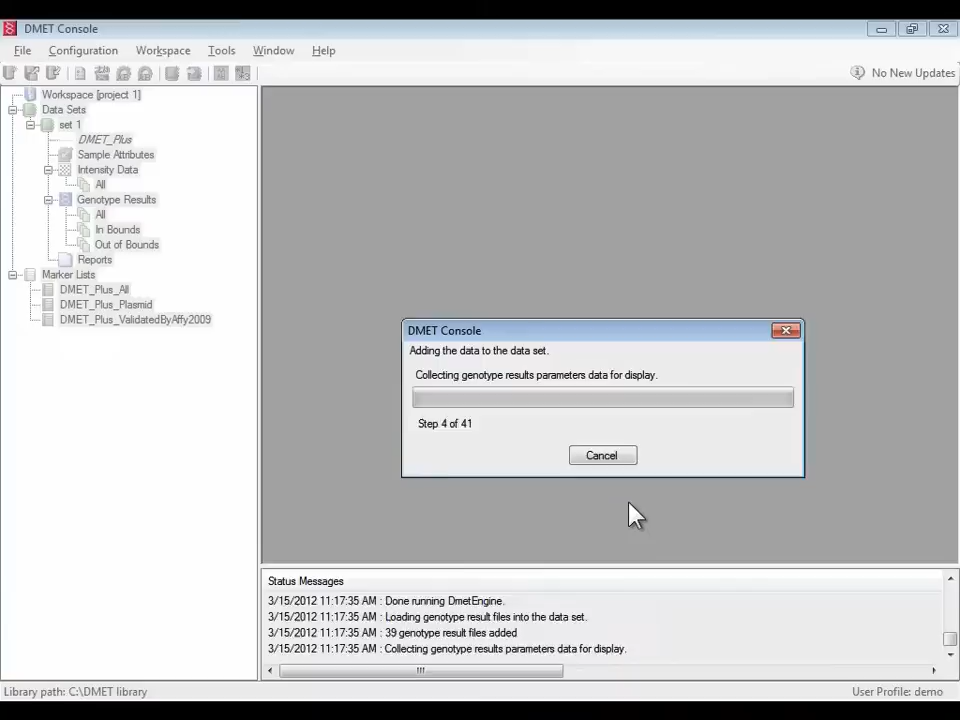 DMET Console
File Configuration Workspace Tools Window Help
No New Updates
Workspace [project 1]
Data Sets
set 1
DMET_Plus
Sample Attributes
Intensity Data
All
Genotype Results
All
In Bounds
Out of Bounds
Reports
Marker Lists
DMET_Plus_All
DMET_Plus_Plasmid
DMET_Plus_ValidatedByAffy2009
DMET Console
Adding the data to the data set.
Collecting genotype results parameters data for display.
Step 4 of 41
Cancel
Status Messages
3/15/2012 11:17:35 AM : Done running DmetEngine.
3/15/2012 11:17:35 AM : Loading genotype result files into the data set.
3/15/2012 11:17:35 AM : 39 genotype result files added
3/15/2012 11:17:35 AM : Collecting genotype results parameters data for display.
Library path: C:\DMET library
User Profile: demo